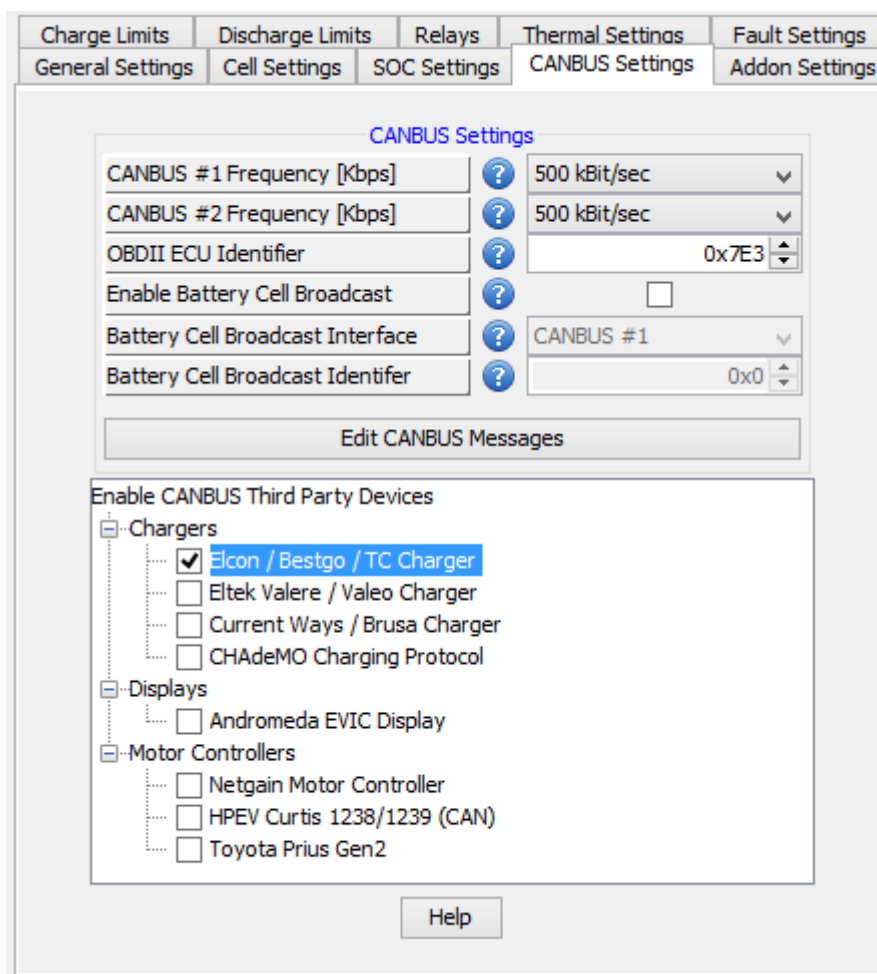 Charge Limits Discharge Limits Relays Thermal Settings Fault Settings
General Settings Cell Settings SOC Settings CANBUS Settings Addon Settings
CANBUS Settings
CANBUS #1 Frequency [Kbps] ? 500 kBit/sec
CANBUS #2 Frequency [Kbps] ? 500 kBit/sec
OBDII ECU Identifier ? 0x7E3
Enable Battery Cell Broadcast ?
Battery Cell Broadcast Interface ? CANBUS #1
Battery Cell Broadcast Identifer ? 0x0
Edit CANBUS Messages
Enable CANBUS Third Party Devices
Chargers
Elcon / Bestgo / TC Charger
Eltek Valere / Valeo Charger
Current Ways / Brusa Charger
CHAdeMO Charging Protocol
Displays
Andromeda EVIC Display
Motor Controllers
Netgain Motor Controller
HPEV Curtis 1238/1239 (CAN)
Toyota Prius Gen2
Help